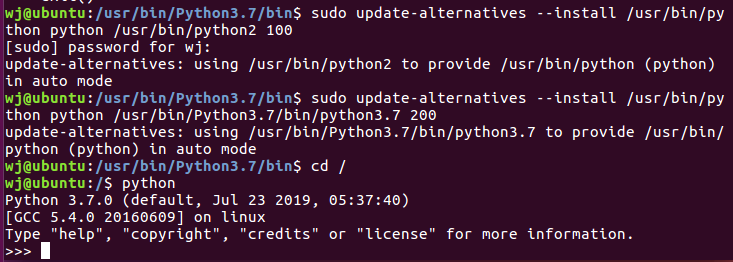 wj@ubuntu:/usr/bin/Python3.7/bin$ sudo update-alternatives --install /usr/bin/py
thon python /usr/bin/python2 100
[sudo] password for wj:
update-alternatives: using /usr/bin/python2 to provide /usr/bin/python (python)
in auto mode
wj@ubuntu:/usr/bin/Python3.7/bin$ sudo update-alternatives --install /usr/bin/py
thon python /usr/bin/Python3.7/bin/python3.7 200
update-alternatives: using /usr/bin/Python3.7/bin/python3.7 to provide /usr/bin/
python (python) in auto mode
wj@ubuntu:/usr/bin/Python3.7/bin$ cd /
wj@ubuntu:/$ python
Python 3.7.0 (default, Jul 23 2019, 05:37:40)
[GCC 5.4.0 20160609] on linux
Type "help", "copyright", "credits" or "license" for more information.
>>>